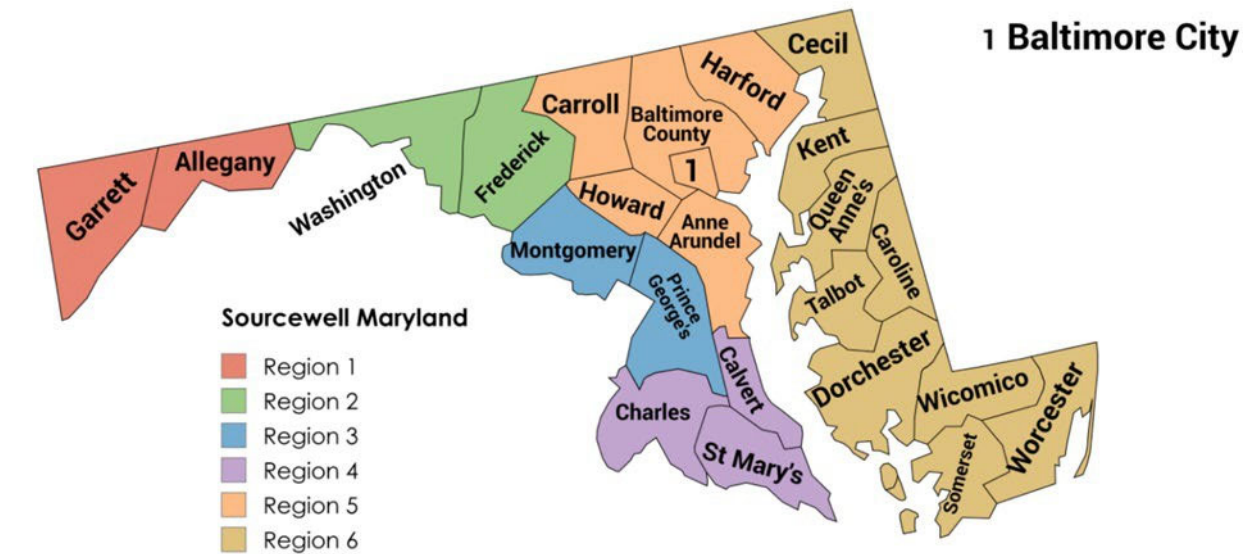 1 Baltimore City
Cecil
Harford
Carroll
Baltimore
County
1
Kent
Allegany
Garrett
Washington
Frederick
Howard
Anne
Arundel
Queen
Anne's
Caroline
Montgomery
Prince
George's
Talbot
Sourcewell Maryland
Region 1
Region 2
Region 3
Region 4
Region 5
Region 6
Calvert
Charles
St Mary's
Dorchester
Wicomico
Worcester
Somerset